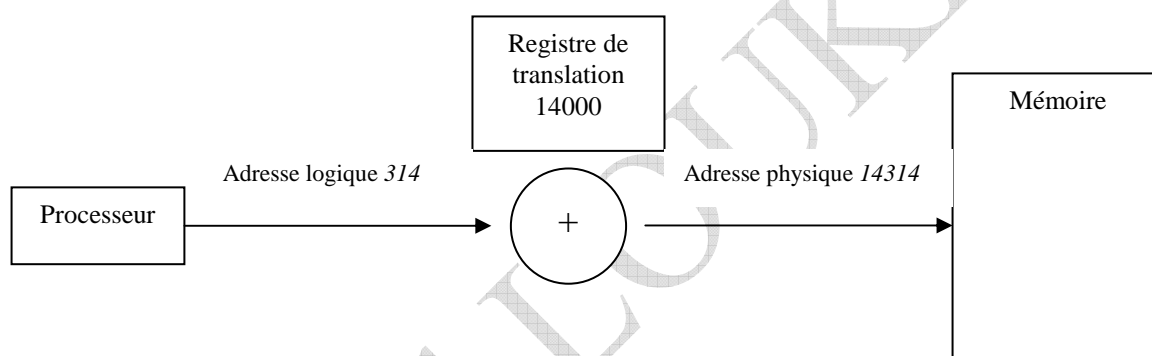 Registre de
translation
14000
Mémoire
Adresse logique 314
Adresse physique 14314
Processeur
+